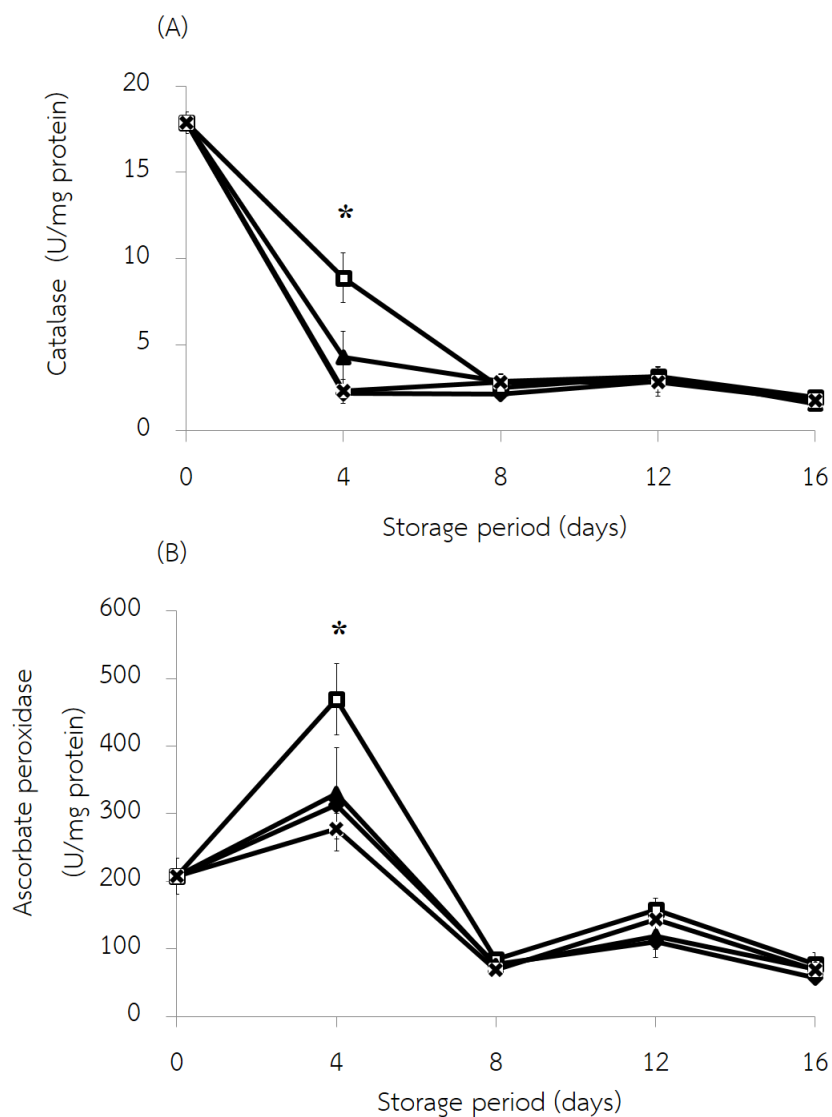 (A)
Catalase (U/mg protein)
20
15
10
5
0
*
0 4 8 12 16
Storage period (days)
(B)
Ascorbate peroxidase
(U/mg protein)
600
500
400
300
200
100
0
*
0 4 8 12 16
Storage period (days)